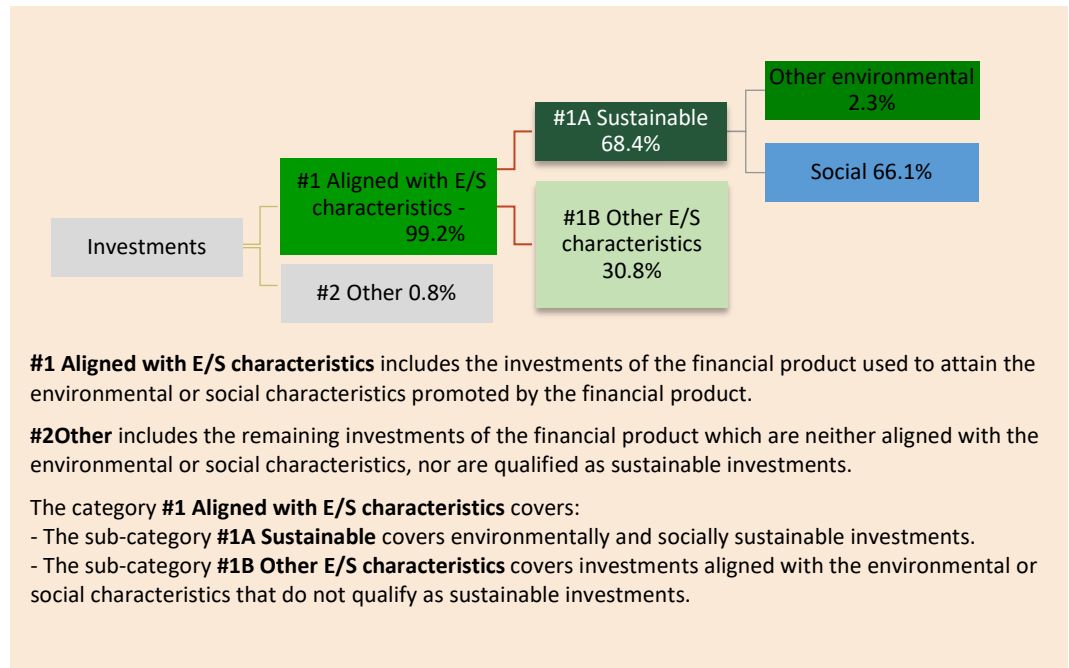 Other environmental
2.3%
#1A Sustainable
68.4%
Social 66.1%
#1 Aligned with E/S
characteristics -
99.2%
#1B Other E/S
characteristics
30.8%
Investments
#2 Other 0.8%
#1 Aligned with E/S characteristics includes the investments of the financial product used to attain the
environmental or social characteristics promoted by the financial product.
#2Other includes the remaining investments of the financial product which are neither aligned with the
environmental or social characteristics, nor are qualified as sustainable investments.
The category #1 Aligned with E/S characteristics covers:
- The sub-category #1A Sustainable covers environmentally and socially sustainable investments.
- The sub-category #1B Other E/S characteristics covers investments aligned with the environmental or
social characteristics that do not qualify as sustainable investments.